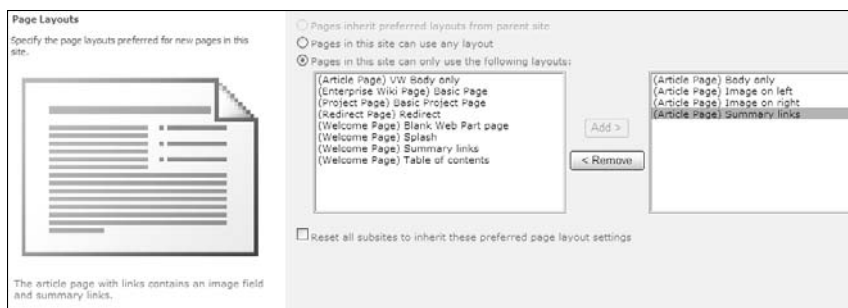 Page Layouts
Specify the page layouts preferred for new pages in this
site.
The article page with links contains an image field
and summary links.
Pages inherit preferred layouts from parent site
Pages in this site can use any layout
Pages in this site can only use the following layouts:
(Article Page) VW Body only
(Enterprise Wiki Page) Basic Page
(Project Page) Basic Project Page
(Redirect Page) Redirect
(Welcome Page) Blank Web Part page
(Welcome Page) Splash
(Welcome Page) Summary links
(Welcome Page) Table of contents
Add >
< Remove
(Article Page) Body only
(Article Page) Image on left
(Article Page) Image on right
(Article Page) Summary links
Reset all subsites to inherit these preferred page layout settings